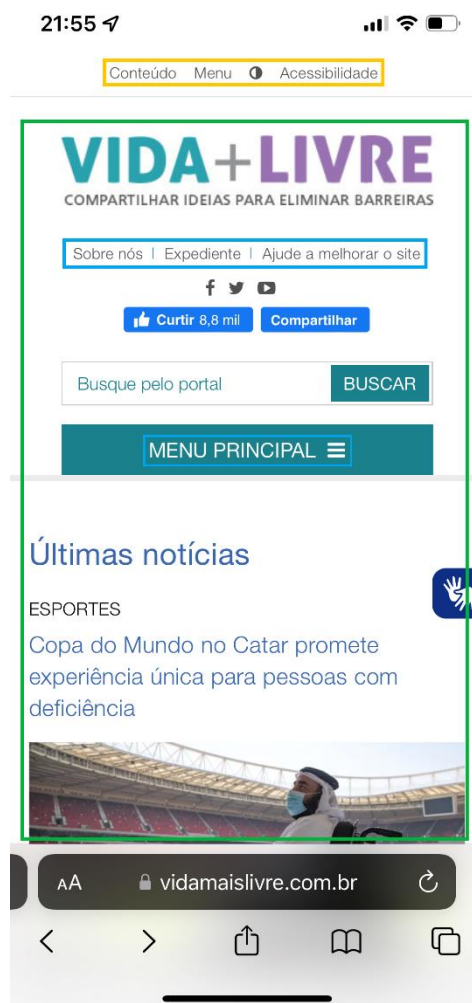 21:55
Conteúdo Menu Acessibilidade
VIDA+LIVRE
COMPARTILHAR IDEIAS PARA ELIMINAR BARREIRAS
Sobre nós | Expediente | Ajude a melhorar o site
Curtir 8,8 mil Compartilhar
Busque pelo portal BUSCAR
MENU PRINCIPAL
Últimas notícias
ESPORTES
Copa do Mundo no Catar promete
experiência única para pessoas com
deficiência
AA vidamaislivre.com.br